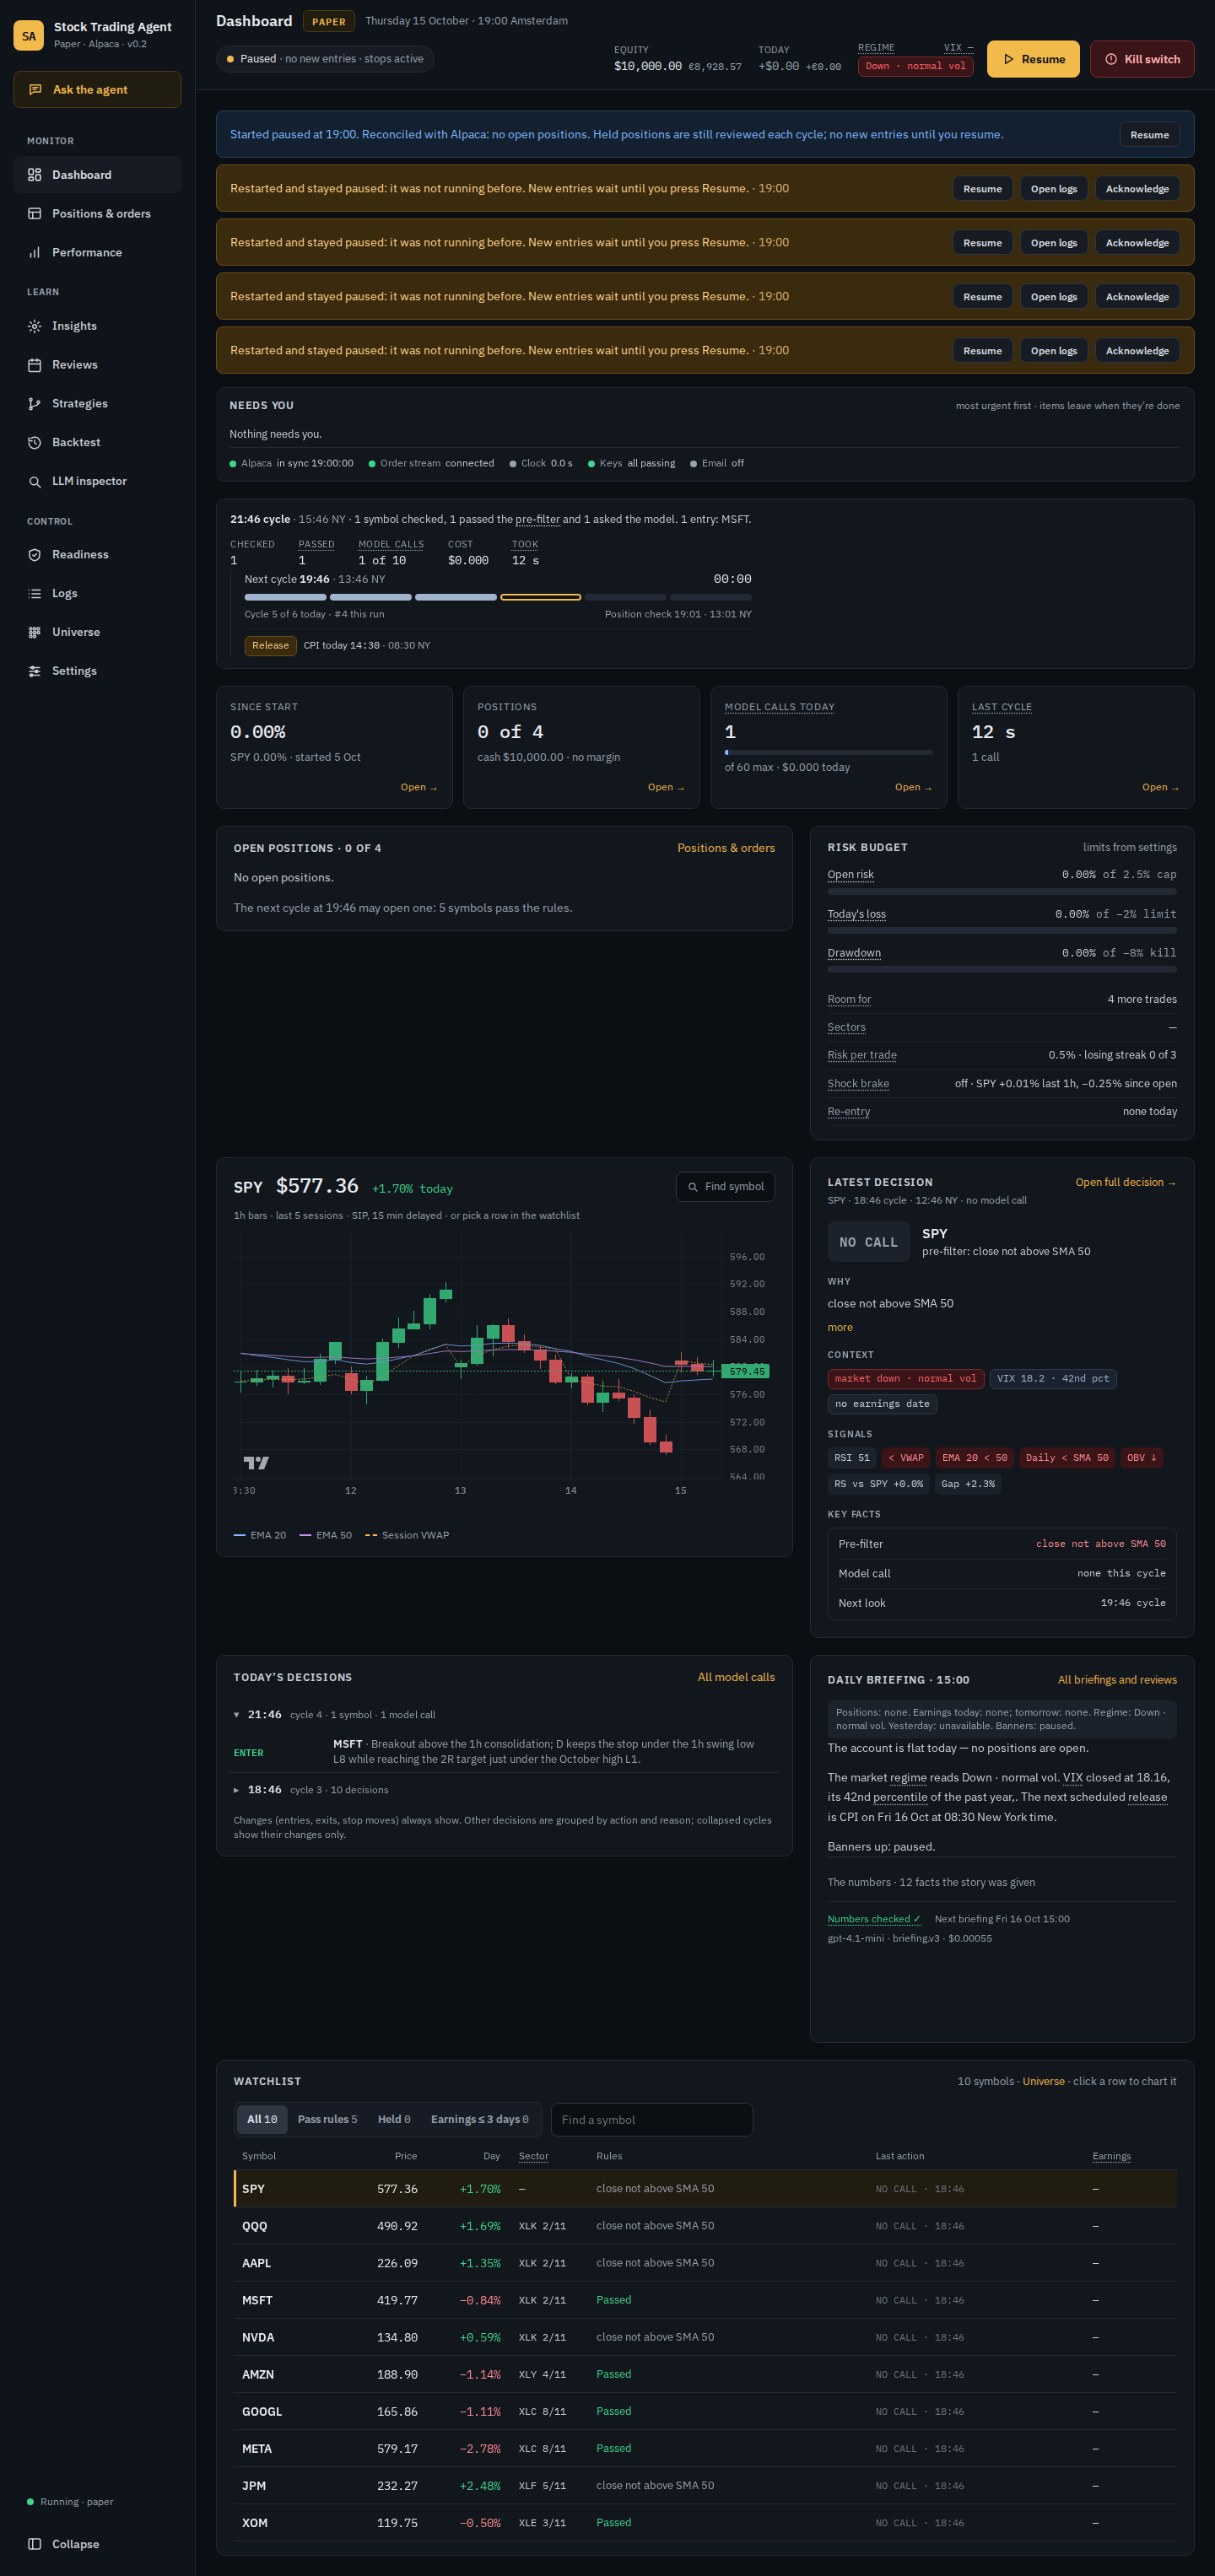 SA
Stock Trading Agent
Paper · Alpaca · v0.2
Ask the agent
MONITOR
Dashboard
Positions & orders
Performance
LEARN
Insights
Reviews
Strategies
Backtest
LLM inspector
CONTROL
Readiness
Logs
Universe
Settings
Running · paper
Collapse
Dashboard PAPER Thursday 15 October · 19:00 Amsterdam
Paused · no new entries · stops active
EQUITY
$10,000.00 €8,928.57
TODAY
+$0.00 +€0.00
REGIME VIX —
Down · normal vol
Resume
Kill switch
Started paused at 19:00. Reconciled with Alpaca: no open positions. Held positions are still reviewed each cycle; no new entries until you resume. Resume
Restarted and stayed paused: it was not running before. New entries wait until you press Resume. · 19:00 Resume Open logs Acknowledge
Restarted and stayed paused: it was not running before. New entries wait until you press Resume. · 19:00 Resume Open logs Acknowledge
Restarted and stayed paused: it was not running before. New entries wait until you press Resume. · 19:00 Resume Open logs Acknowledge
Restarted and stayed paused: it was not running before. New entries wait until you press Resume. · 19:00 Resume Open logs Acknowledge
NEEDS YOU most urgent first · items leave when they're done
Nothing needs you.
Alpaca in sync 19:00:00 Order stream connected Clock 0.0 s Keys all passing Email off
21:46 cycle · 15:46 NY · 1 symbol checked, 1 passed the pre-filter and 1 asked the model. 1 entry: MSFT.
CHECKED PASSED MODEL CALLS COST TOOK
1 1 1 of 10 $0.000 12 s
Next cycle 19:46 · 13:46 NY 00:00
Cycle 5 of 6 today · #4 this run Position check 19:01 · 13:01 NY
Release CPI today 14:30 · 08:30 NY
SINCE START
0.00%
SPY 0.00% · started 5 Oct
Open →
POSITIONS
0 of 4
cash $10,000.00 · no margin
Open →
MODEL CALLS TODAY
1
of 60 max · $0.000 today
Open →
LAST CYCLE
12 s
1 call
Open →
OPEN POSITIONS · 0 OF 4 Positions & orders
No open positions.
The next cycle at 19:46 may open one: 5 symbols pass the rules.
RISK BUDGET limits from settings
Open risk 0.00% of 2.5% cap
Today's loss 0.00% of −2% limit
Drawdown 0.00% of −8% kill
Room for 4 more trades
Sectors —
Risk per trade 0.5% · losing streak 0 of 3
Shock brake off · SPY +0.01% last 1h, −0.25% since open
Re-entry none today
SPY $577.36 +1.70% today Find symbol
1h bars · last 5 sessions · SIP, 15 min delayed · or pick a row in the watchlist
596.00
592.00
588.00
584.00
579.45
576.00
572.00
568.00
564.00
3:30 12 13 14 15
EMA 20 EMA 50 Session VWAP
LATEST DECISION Open full decision →
SPY · 18:46 cycle · 12:46 NY · no model call
NO CALL
SPY
pre-filter: close not above SMA 50
WHY
close not above SMA 50
more
CONTEXT
market down · normal vol VIX 18.2 · 42nd pct
no earnings date
SIGNALS
RSI 51 < VWAP EMA 20 < 50 Daily < SMA 50 OBV ↓
RS vs SPY +0.0% Gap +2.3%
KEY FACTS
Pre-filter close not above SMA 50
Model call none this cycle
Next look 19:46 cycle
TODAY'S DECISIONS All model calls
▾ 21:46 cycle 4 · 1 symbol · 1 model call
ENTER MSFT · Breakout above the 1h consolidation; D keeps the stop under the 1h swing low
L8 while reaching the 2R target just under the October high L1.
▸ 18:46 cycle 3 · 10 decisions
Changes (entries, exits, stop moves) always show. Other decisions are grouped by action and reason; collapsed cycles
show their changes only.
DAILY BRIEFING · 15:00 All briefings and reviews
Positions: none. Earnings today: none; tomorrow: none. Regime: Down ·
normal vol. Yesterday: unavailable. Banners: paused.
The account is flat today — no positions are open.
The market regime reads Down · normal vol. VIX closed at 18.16,
its 42nd percentile of the past year,. The next scheduled release
is CPI on Fri 16 Oct at 08:30 New York time.
Banners up: paused.
The numbers · 12 facts the story was given
Numbers checked ✓ Next briefing Fri 16 Oct 15:00
gpt-4.1-mini · briefing.v3 · $0.00055
WATCHLIST 10 symbols · Universe · click a row to chart it
All 10 Pass rules 5 Held 0 Earnings ≤ 3 days 0 Find a symbol
Symbol Price Day Sector Rules Last action Earnings
SPY 577.36 +1.70% — close not above SMA 50 NO CALL · 18:46 —
QQQ 490.92 +1.69% XLK 2/11 close not above SMA 50 NO CALL · 18:46 —
AAPL 226.09 +1.35% XLK 2/11 close not above SMA 50 NO CALL · 18:46 —
MSFT 419.77 −0.84% XLK 2/11 Passed NO CALL · 18:46 —
NVDA 134.80 +0.59% XLK 2/11 close not above SMA 50 NO CALL · 18:46 —
AMZN 188.90 −1.14% XLY 4/11 Passed NO CALL · 18:46 —
GOOGL 165.86 −1.11% XLC 8/11 Passed NO CALL · 18:46 —
META 579.17 −2.78% XLC 8/11 Passed NO CALL · 18:46 —
JPM 232.27 +2.48% XLF 5/11 close not above SMA 50 NO CALL · 18:46 —
XOM 119.75 −0.50% XLE 3/11 Passed NO CALL · 18:46 —